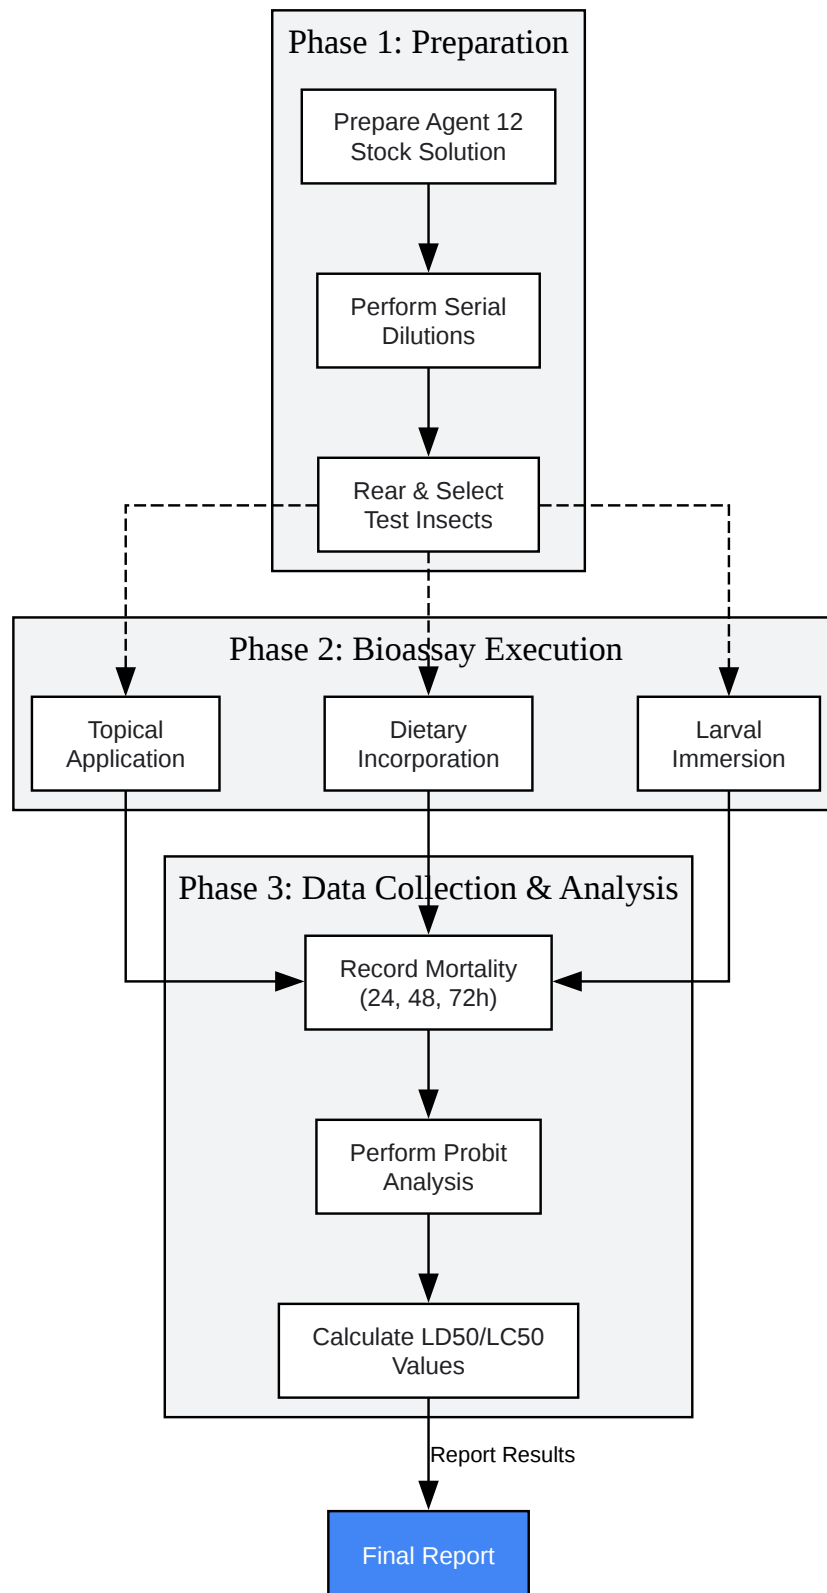 Phase 1: Preparation
Prepare Agent 12
Stock Solution
Perform Serial
Dilutions
Rear & Select
Test Insects
Phase 2: Bioassay Execution
Topical
Application
Dietary
Incorporation
Larval
Immersion
Phase 3: Data Collection & Analysis
Record Mortality
(24, 48, 72h)
Perform Probit
Analysis
Calculate LD50/LC50
Values
Report Results
Final Report